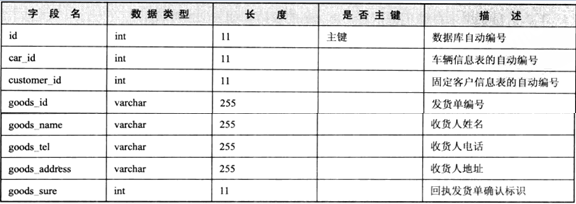 字 段 名 数 据 类 型 长 度 是 否 主 键 描 述
id int 11 主键 数据库自动编号
car_id int 11 车辆信息表的自动编号
customer_id int 11 固定客户信息表的自动编号
goods_id varchar 255 发货单编号
goods_name varchar 255 收货人姓名
goods_tel varchar 255 收货人电话
goods_address varchar 255 收货人地址
goods_sure int 11 回执发货单确认标识